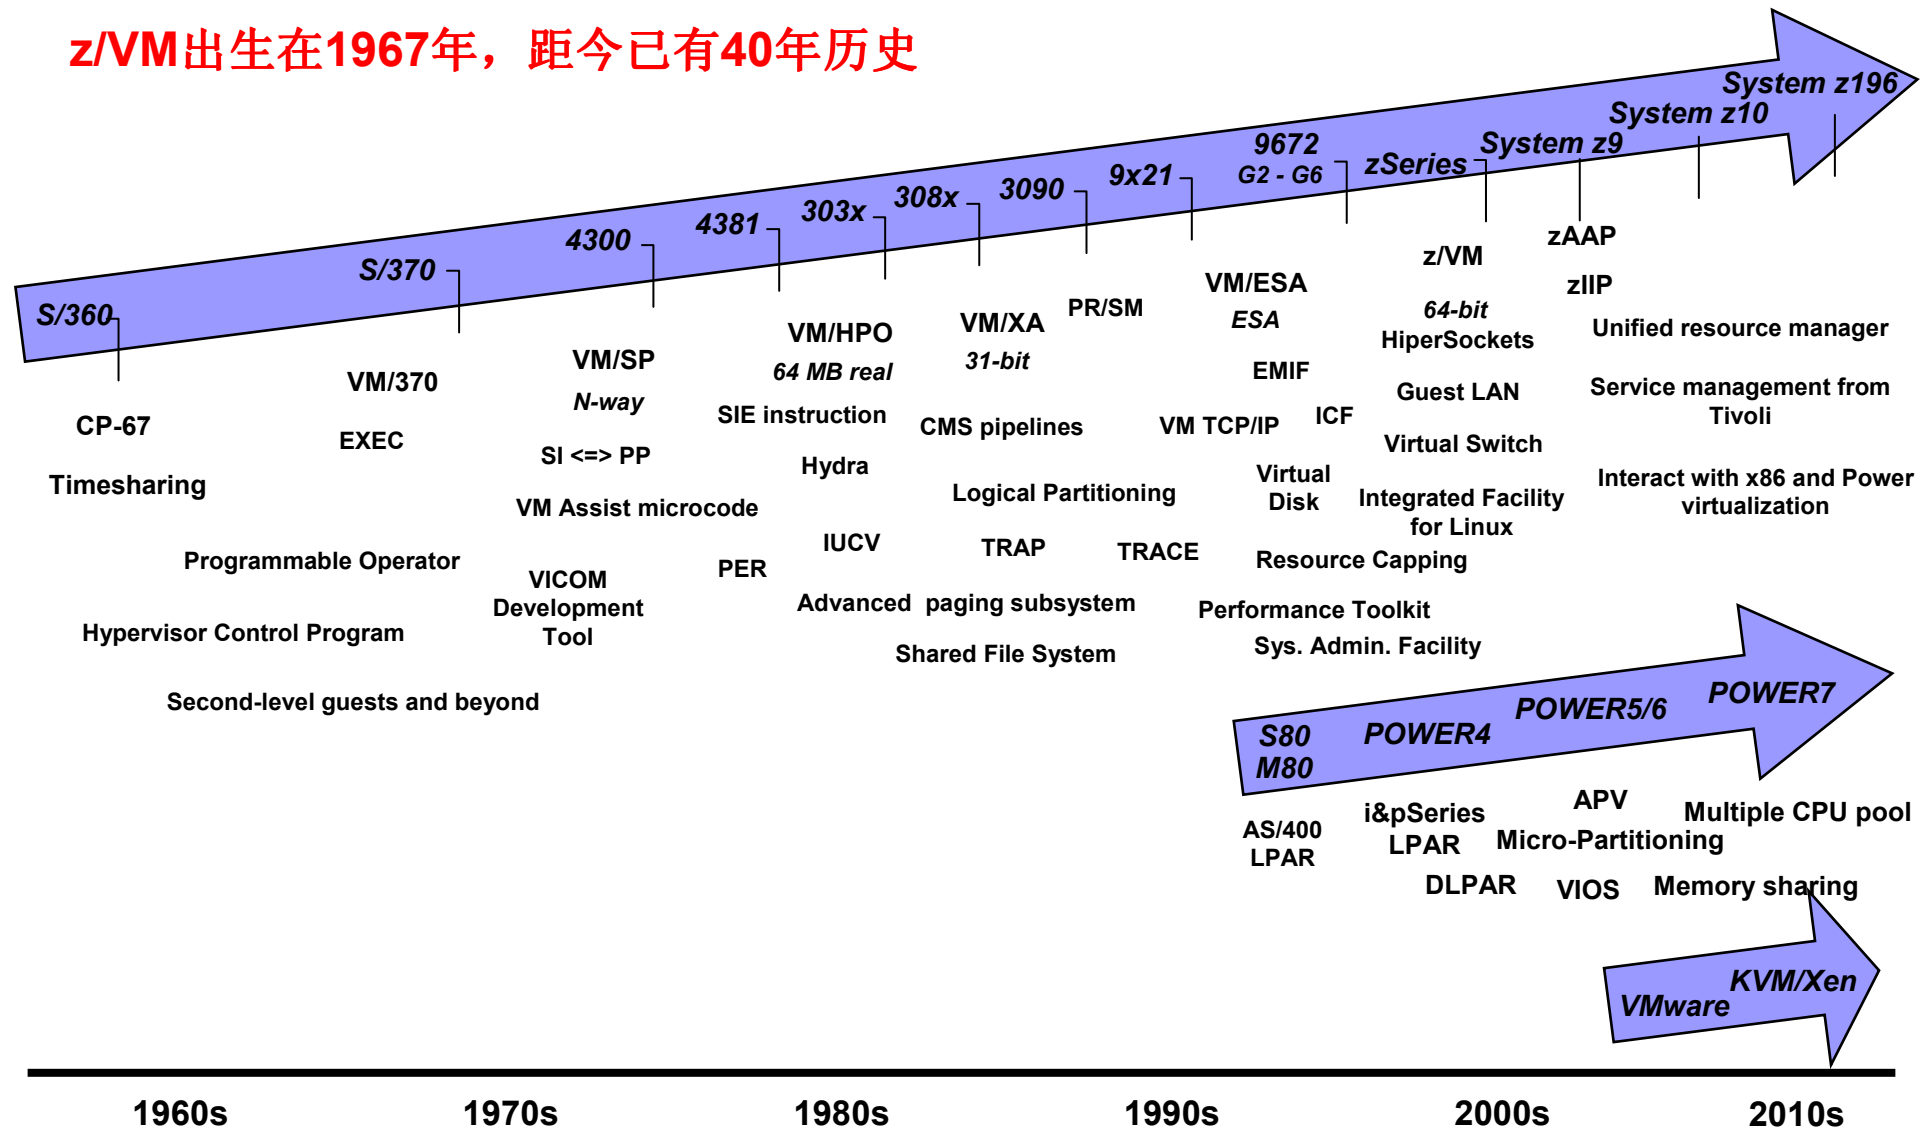 z/VM出生在1967年，距今已有40年历史
System z196
System z10
System z9
zSeries
9672
G2 - G6
9x21
3090
308x
303x
4381
4300
S/370
S/360
CP-67
Timesharing
Programmable Operator
Hypervisor Control Program
Second-level guests and beyond
VM/370
EXEC
VM/SP
N-way
SI <=> PP
VM Assist microcode
VICOM
Development
Tool
VM/HPO
64 MB real
SIE instruction
Hydra
IUCV
PER
VM/XA
31-bit
CMS pipelines
Logical Partitioning
TRAP
Advanced paging subsystem
Shared File System
PR/SM
TRACE
VM/ESA
ESA
EMIF
VM TCP/IP
ICF
Virtual
Disk
Resource Capping
Performance Toolkit
Sys. Admin. Facility
z/VM
64-bit
HiperSockets
Guest LAN
Virtual Switch
Integrated Facility
for Linux
zAAP
zIIP
Unified resource manager
Service management from
Tivoli
Interact with x86 and Power
virtualization
S80
M80
POWER4
POWER5/6
POWER7
AS/400
LPAR
i&pSeries
LPAR
DLPAR
APV
Micro-Partitioning
VIOS
Multiple CPU pool
Memory sharing
VMware
KVM/Xen
1960s
1970s
1980s
1990s
2000s
2010s